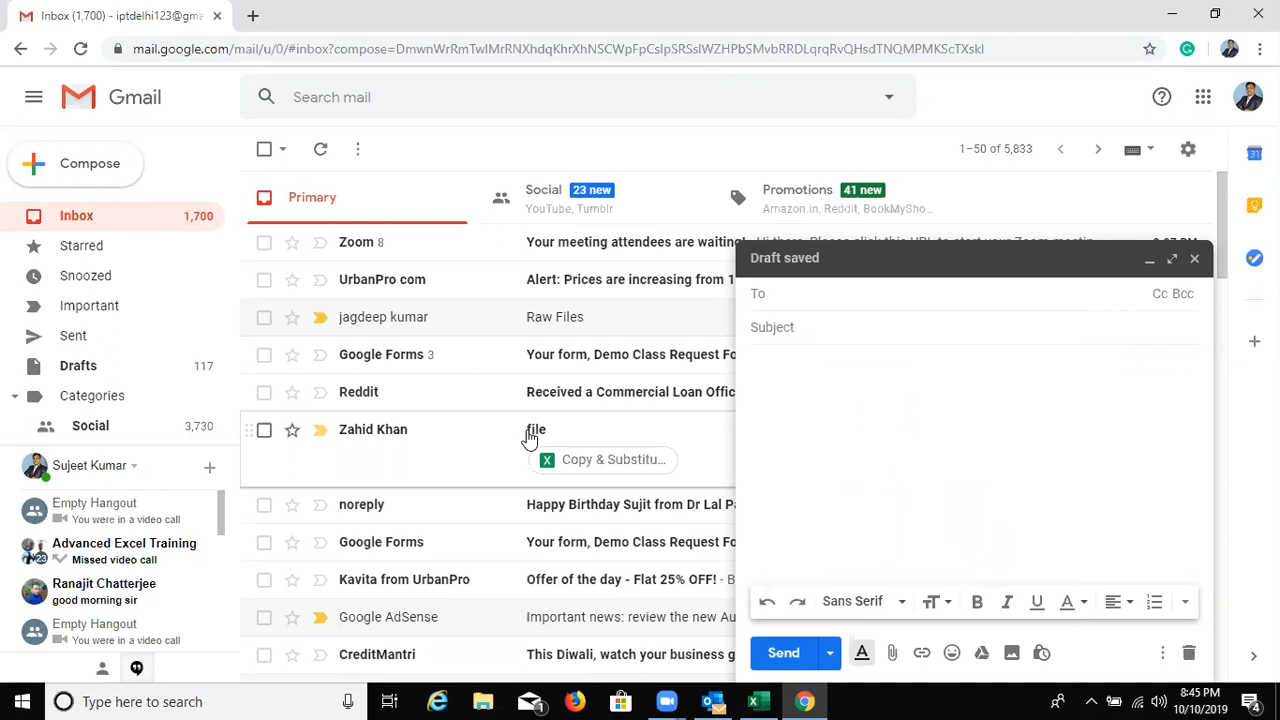 Inbox (1,700) - iptdelhi123@gma
mail.google.com/mail/u/0/#inbox?compose=DmwnWrRmTwlMrRNXhdqKhrXhNSCWpFpCslpSRSslWZHPbSMvbRRDLqrqRvQHsdTNQMPMKScTXskl
Gmail
Search mail
Compose
1–50 of 5,833
Primary
Social 23 new
YouTube, Tumblr
Promotions 41 new
Amazon.in, Reddit, BookMySho...
Inbox 1,700
Starred
Snoozed
Important
Sent
Drafts 117
Categories
Social 3,730
Sujeet Kumar
Empty Hangout
You were in a video call
Advanced Excel Training
23
Missed video call
Ranajit Chatterjee
good morning sir
Empty Hangout
You were in a video call
Zoom 8 Your meeting attendees are waiting!
UrbanPro com Alert: Prices are increasing from 1
jagdeep kumar Raw Files
Google Forms 3 Your form, Demo Class Request Fo
Reddit Received a Commercial Loan Offic
Zahid Khan file
X Copy & Substitu...
noreply Happy Birthday Sujit from Dr Lal Pa
Google Forms Your form, Demo Class Request Fo
Kavita from UrbanPro Offer of the day - Flat 25% OFF! - B
Google AdSense Important news: review the new Au
CreditMantri This Diwali, watch your business g
Draft saved
To Cc Bcc
Subject
Sans Serif
Send
31
Type here to search
1
8:45 PM
10/10/2019
4